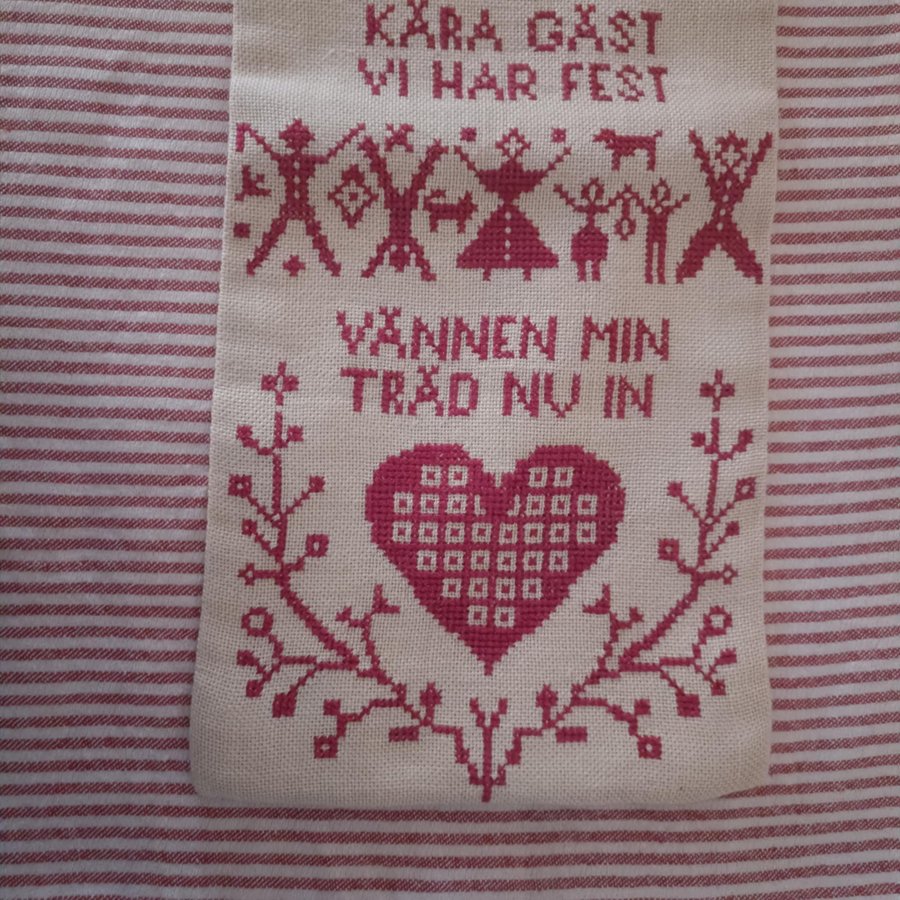 KÄRA GÄST
VI HAR FEST
VÄNNEN MIN
TRÄD NU IN